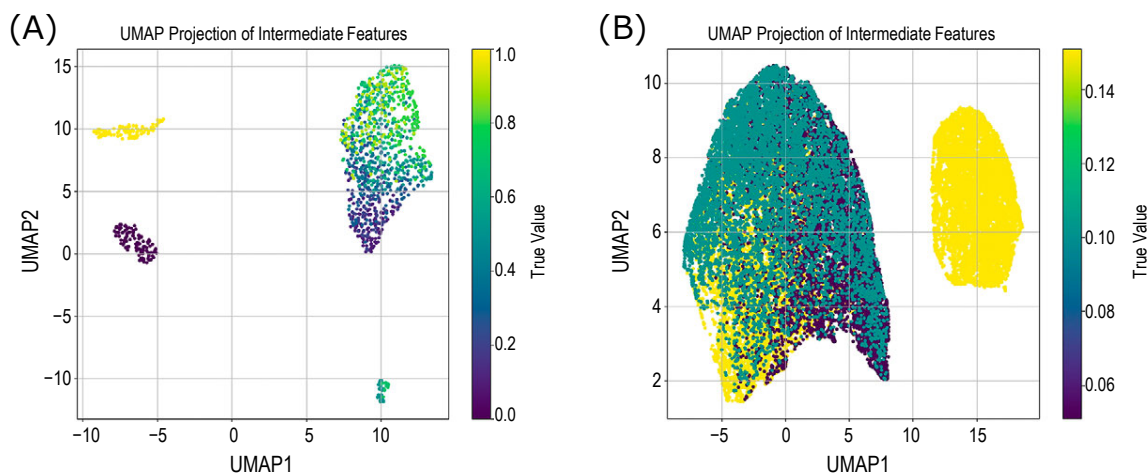 (A)
UMAP Projection of Intermediate Features
15
10
5
0
−5
−10
UMAP2
−10 −5 0 5 10
UMAP1
1.0
0.8
0.6
0.4
0.2
0.0
True Value
(B)
UMAP Projection of Intermediate Features
10
8
6
4
2
UMAP2
−5 0 5 10 15
UMAP1
0.14
0.12
0.10
0.08
0.06
True Value